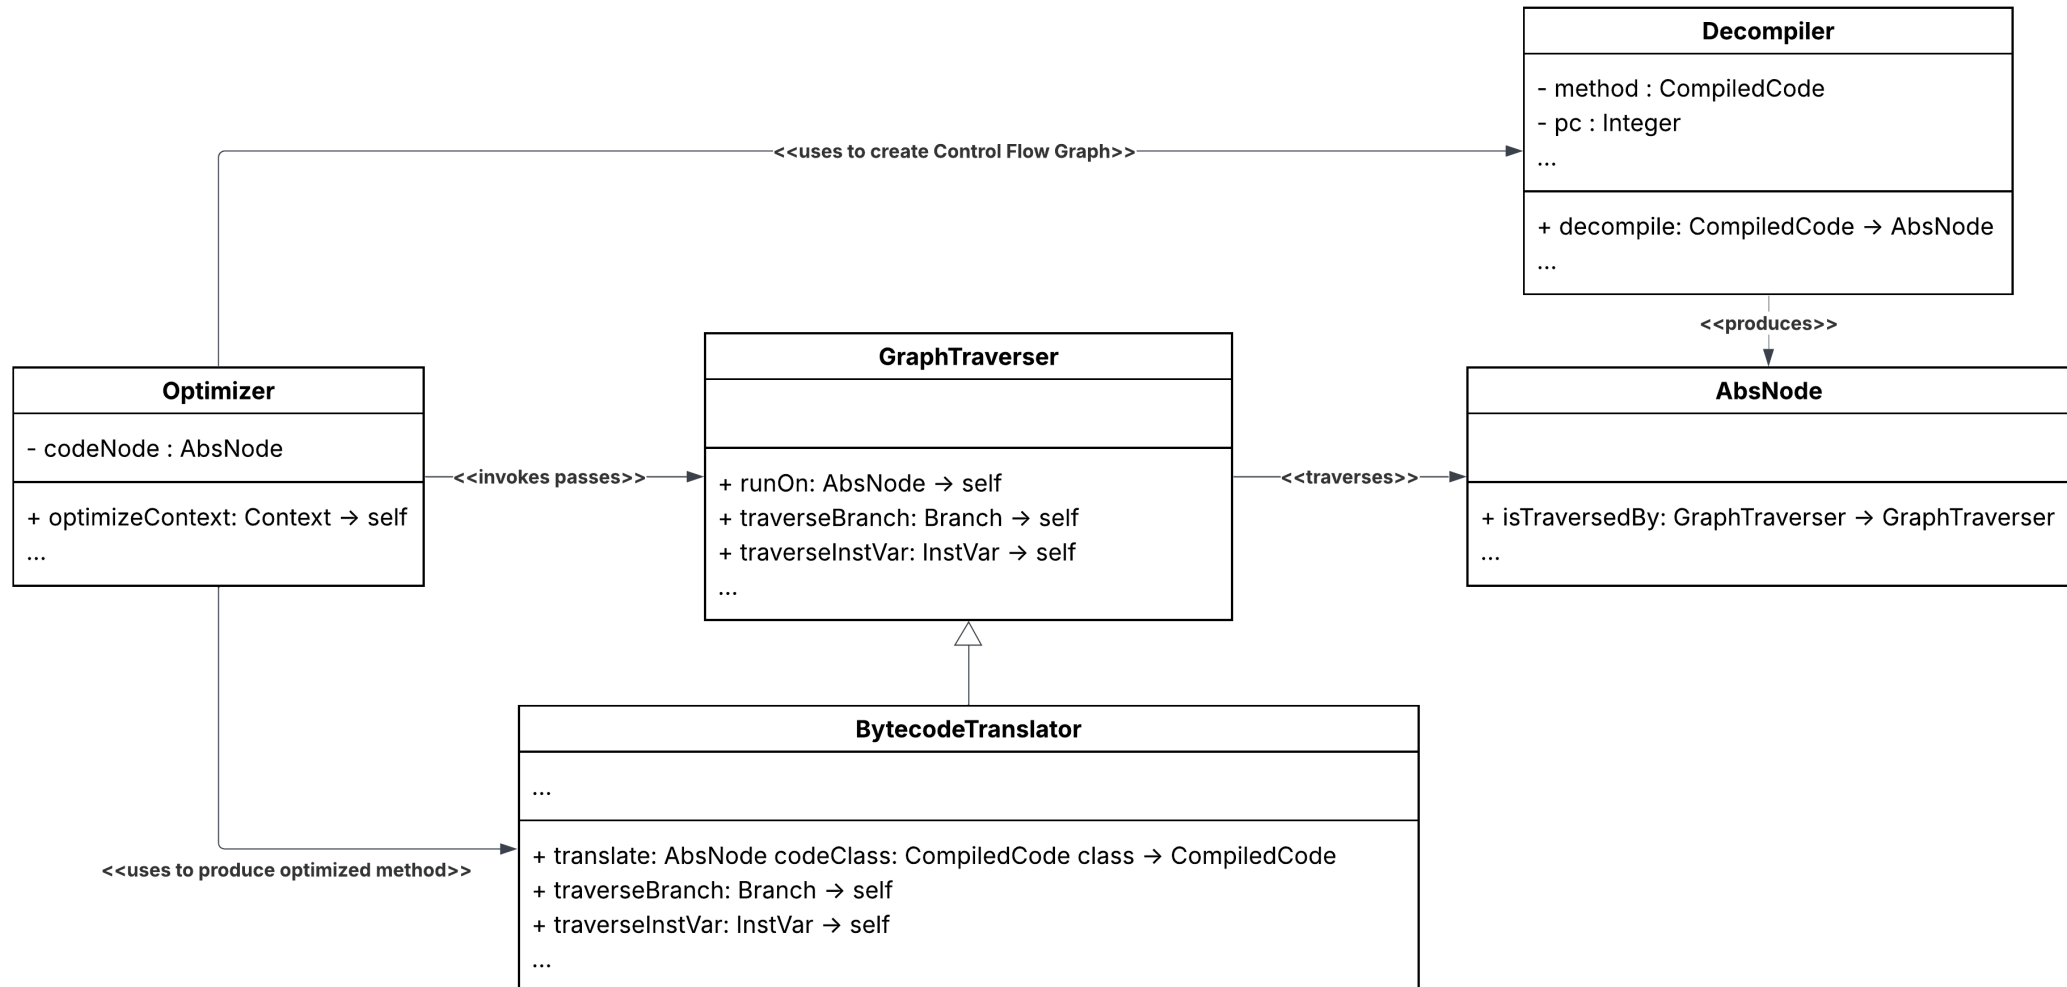 Decompiler
- method : CompiledCode
- pc : Integer
...
+ decompile: CompiledCode → AbsNode
...
<<uses to create Control Flow Graph>>
<<produces>>
Optimizer
- codeNode : AbsNode
+ optimizeContext: Context → self
...
<<invokes passes>>
GraphTraverser
+ runOn: AbsNode → self
+ traverseBranch: Branch → self
+ traverseInstVar: InstVar → self
...
<<traverses>>
AbsNode
+ isTraversedBy: GraphTraverser → GraphTraverser
...
<<uses to produce optimized method>>
BytecodeTranslator
...
+ translate: AbsNode codeClass: CompiledCode class → CompiledCode
+ traverseBranch: Branch → self
+ traverseInstVar: InstVar → self
...